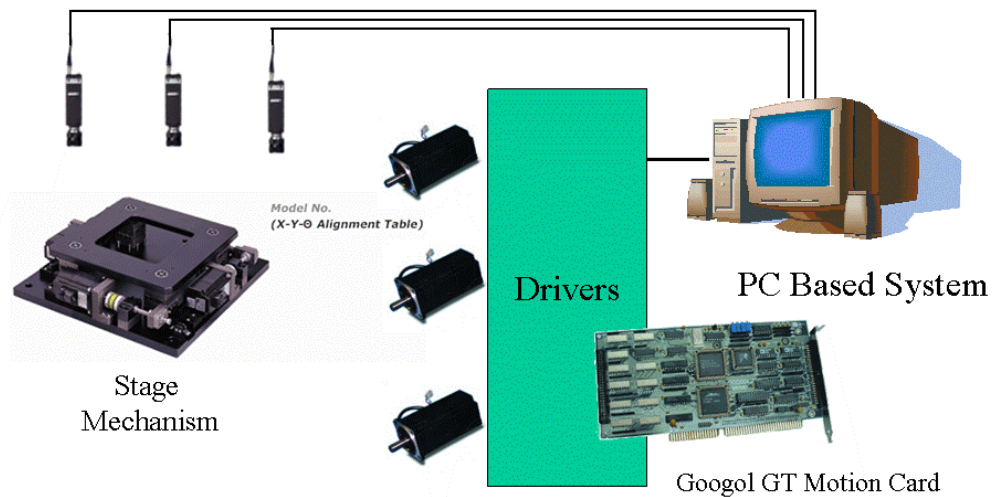 Model No.
(X-Y-Θ Alignment Table)
Drivers
PC Based System
Stage
Mechanism
Googol GT Motion Card